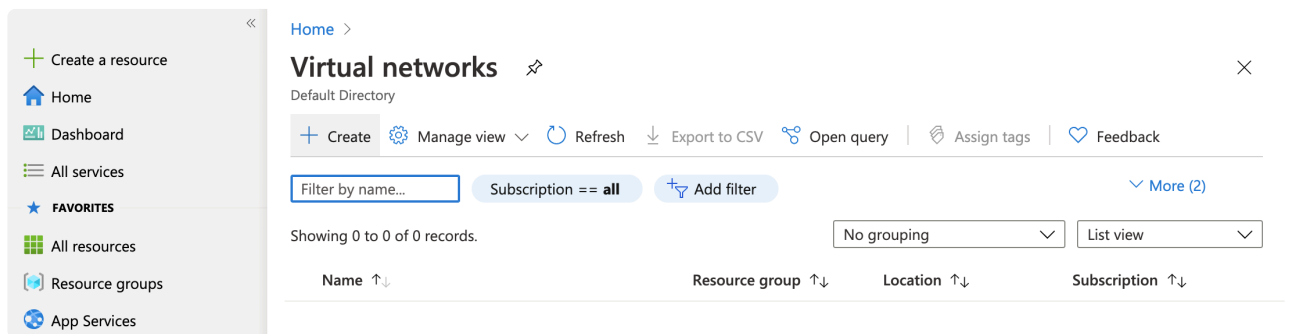 Create a resource
Home
Dashboard
All services
FAVORITES
All resources
Resource groups
App Services
Home
Virtual networks
Default Directory
Create Manage view Refresh Export to CSV Open query Assign tags Feedback
Filter by name... Subscription == all Add filter More (2)
Showing 0 to 0 of 0 records. No grouping List view
Name Resource group Location Subscription